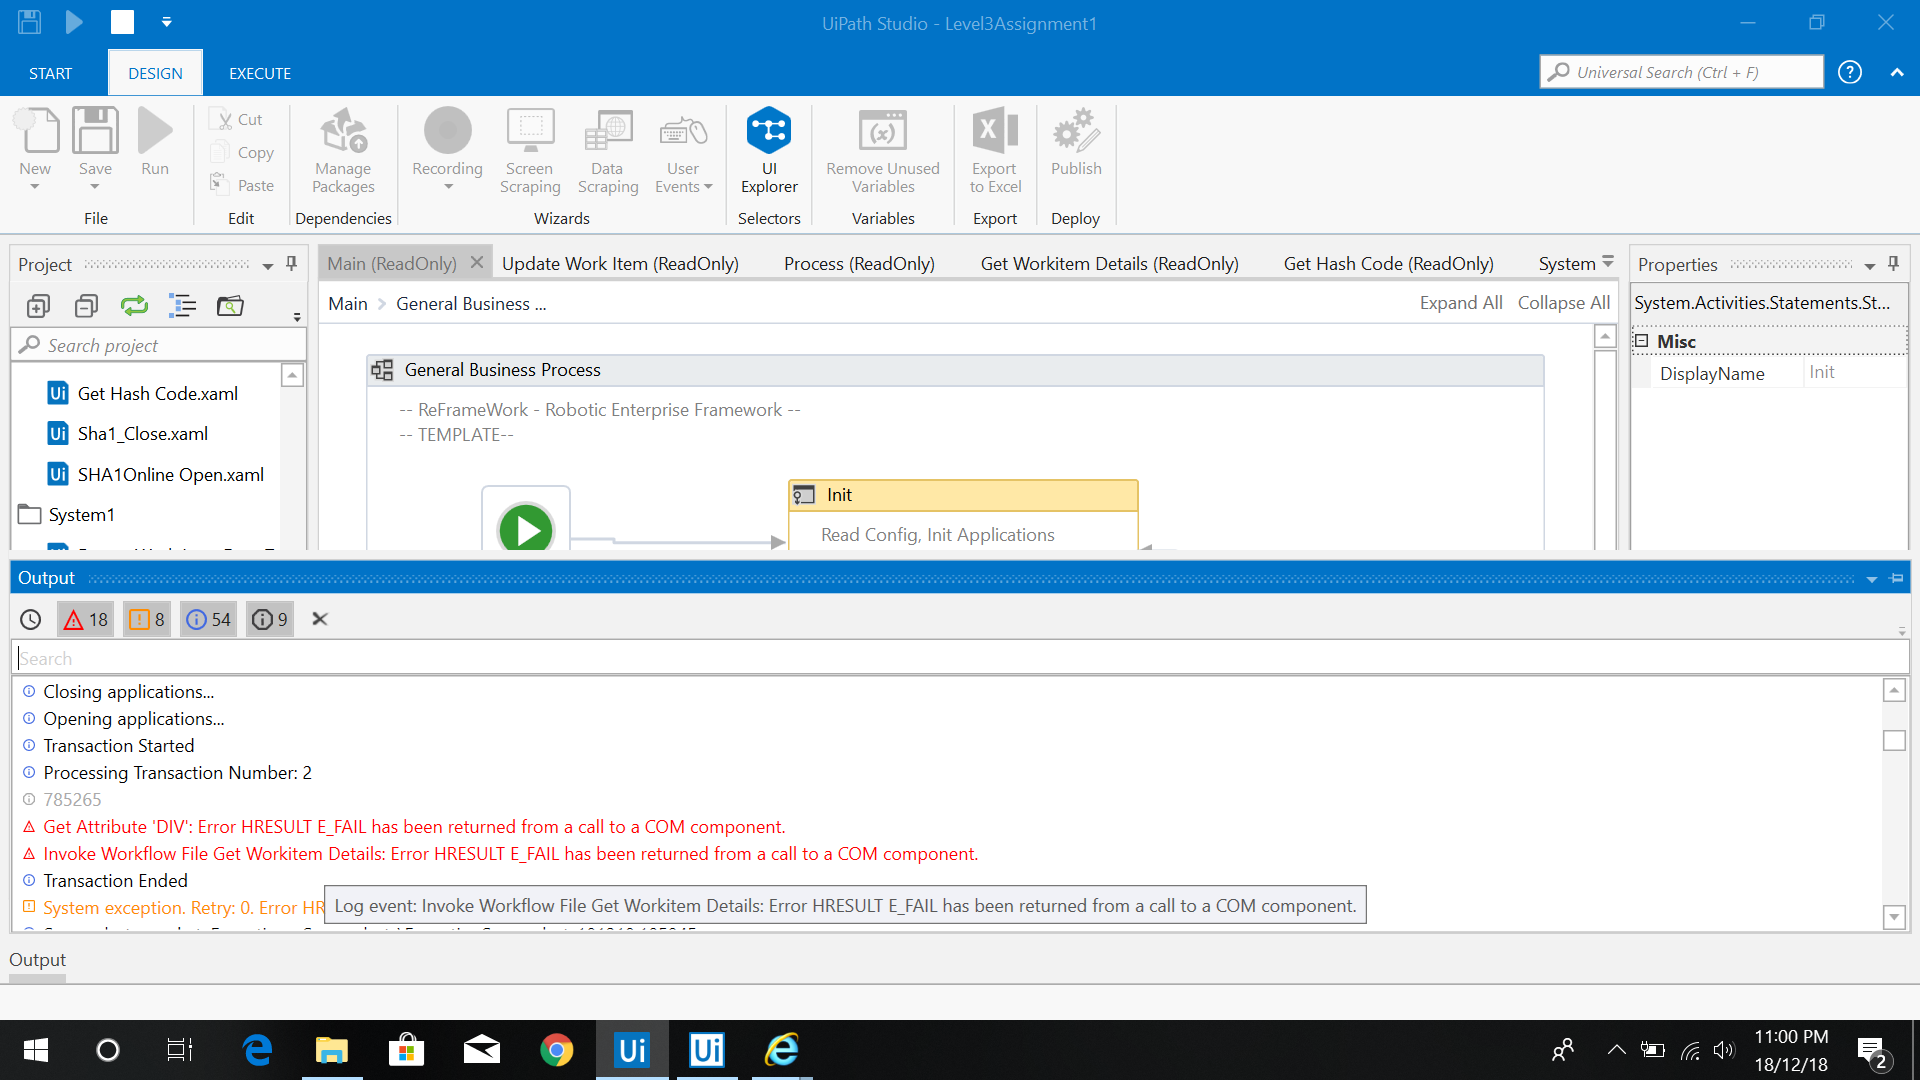 UiPath Studio - Level3Assignment1
START
DESIGN
EXECUTE
Universal Search (Ctrl + F)
New
Save
Run
File
Cut
Copy
Paste
Edit
Manage
Packages
Dependencies
Recording
Screen
Scraping
Data
Scraping
User
Events
Wizards
UI
Explorer
Selectors
Remove Unused
Variables
Variables
Export
to Excel
Export
Publish
Deploy
Project
Search project
Get Hash Code.xaml
Sha1_Close.xaml
SHA1Online Open.xaml
System1
Main (ReadOnly)
Update Work Item (ReadOnly)
Process (ReadOnly)
Get Workitem Details (ReadOnly)
Get Hash Code (ReadOnly)
System
Main > General Business ...
Expand All
Collapse All
General Business Process
-- ReFrameWork - Robotic Enterprise Framework --
-- TEMPLATE--
Init
Read Config, Init Applications
Properties
System.Activities.Statements.St...
Misc
DisplayName
Init
Output
18
8
54
9
Search
Closing applications...
Opening applications...
Transaction Started
Processing Transaction Number: 2
785265
Get Attribute 'DIV': Error HRESULT E_FAIL has been returned from a call to a COM component.
Invoke Workflow File Get Workitem Details: Error HRESULT E_FAIL has been returned from a call to a COM component.
Transaction Ended
System exception. Retry: 0. Error HR
Log event: Invoke Workflow File Get Workitem Details: Error HRESULT E_FAIL has been returned from a call to a COM component.
Output
Ui
Ui
11:00 PM
18/12/18
2